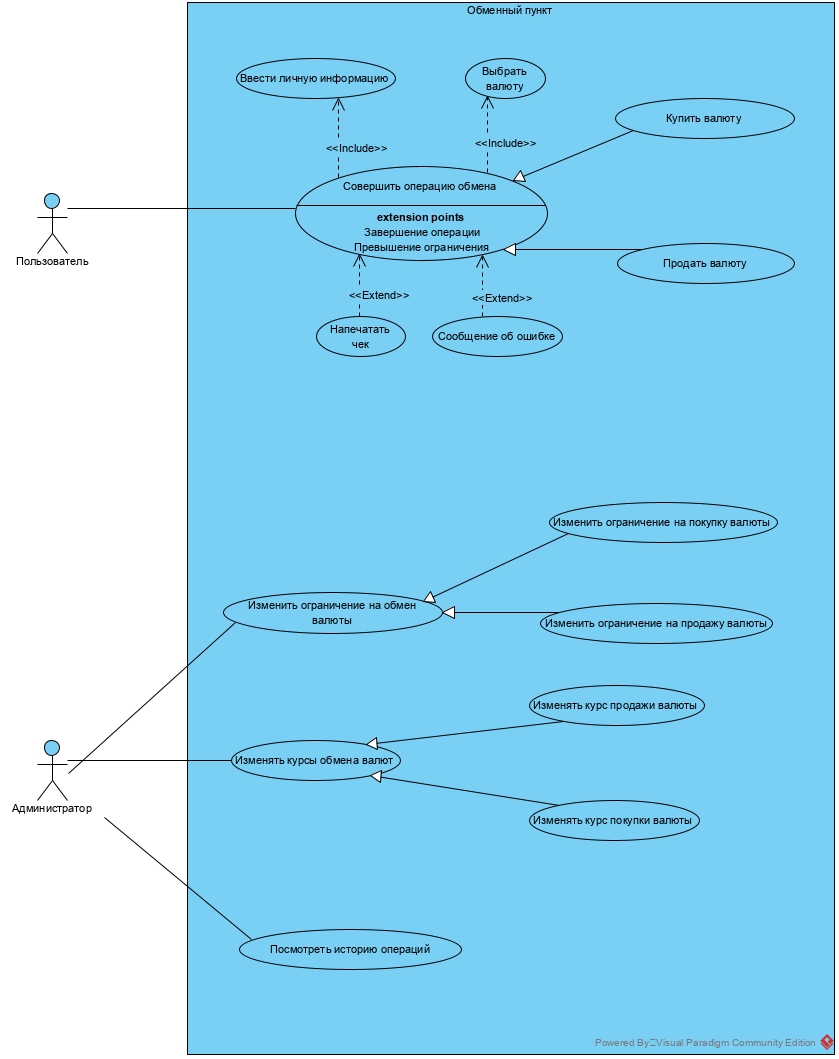 Обменный пункт
Ввести личную информацию
Выбрать
валюту
Купить валюту
<<Include>>
<<Include>>
Совершить операцию обмена
extension points
Завершение операции
Превышение ограничения
Пользователь
Продать валюту
<<Extend>>
<<Extend>>
Напечатать
чек
Сообщение об ошибке
Изменить ограничение на покупку валюты
Изменить ограничение на обмен
валюты
Изменить ограничение на продажу валюты
Изменять курс продажи валюты
Изменять курсы обмена валют
Администратор
Изменять курс покупки валюты
Посмотреть историю операций
Powered By Visual Paradigm Community Edition